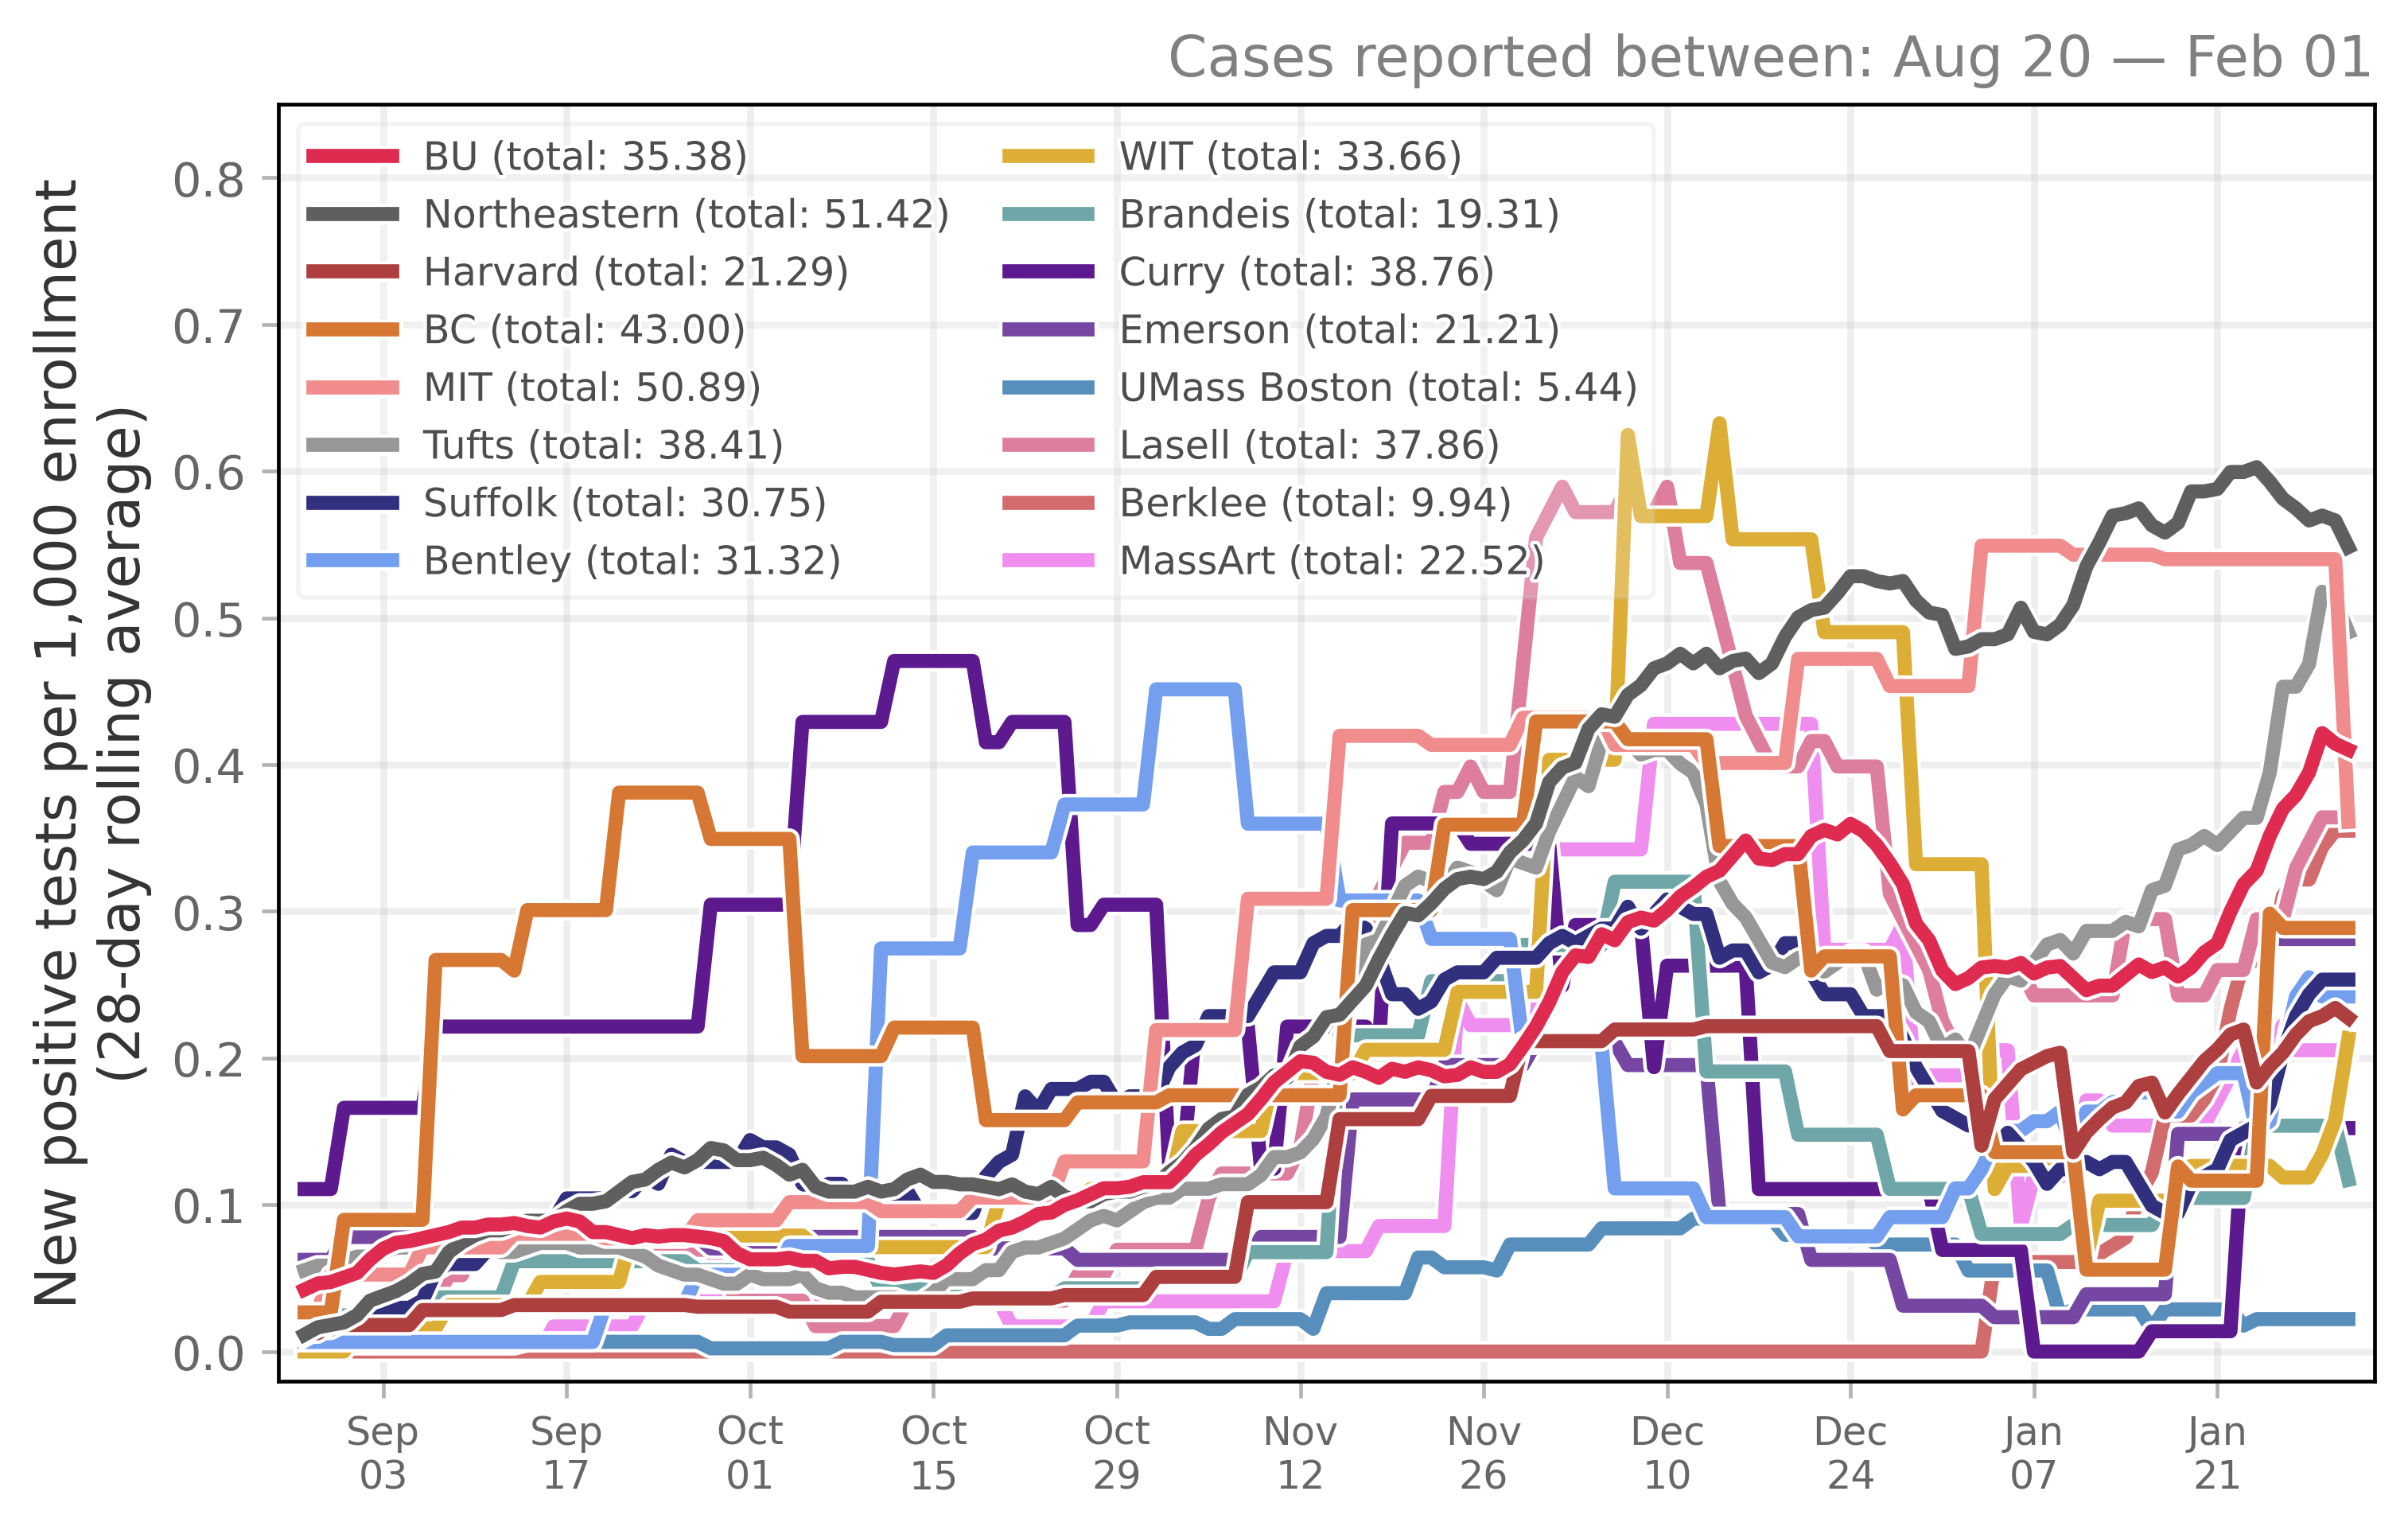 Cases reported between: Aug 20 — Feb 01
New positive tests per 1,000 enrollment
(28-day rolling average)
BU (total: 35.38)
Northeastern (total: 51.42)
Harvard (total: 21.29)
BC (total: 43.00)
MIT (total: 50.89)
Tufts (total: 38.41)
Suffolk (total: 30.75)
Bentley (total: 31.32)
WIT (total: 33.66)
Brandeis (total: 19.31)
Curry (total: 38.76)
Emerson (total: 21.21)
UMass Boston (total: 5.44)
Lasell (total: 37.86)
Berklee (total: 9.94)
MassArt (total: 22.52)
0.8
0.7
0.6
0.5
0.4
0.3
0.2
0.1
0.0
Sep
03
Sep
17
Oct
01
Oct
15
Oct
29
Nov
12
Nov
26
Dec
10
Dec
24
Jan
07
Jan
21